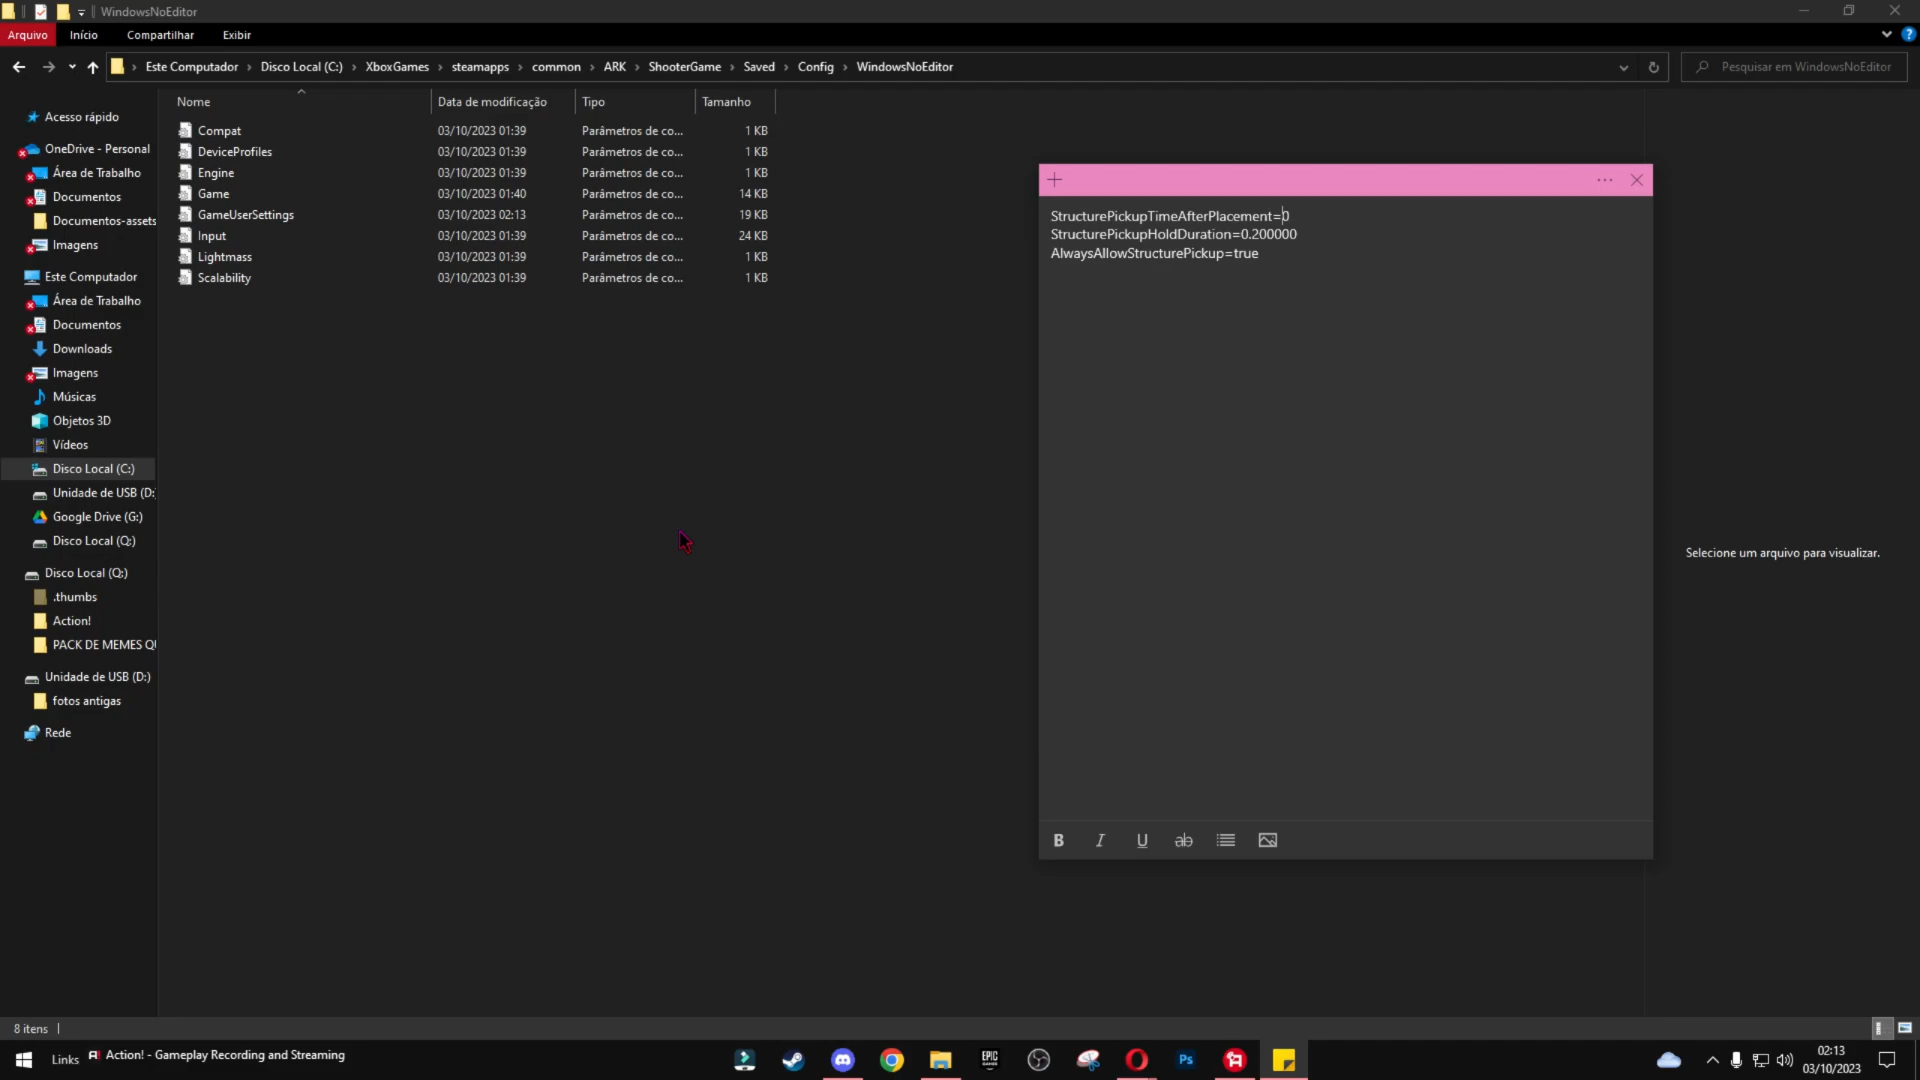 WindowsNoEditor
Arquivo Início Compartilhar Exibir
Este Computador Disco Local (C:) XboxGames steamapps common ARK ShooterGame Saved Config WindowsNoEditor
Pesquisar em WindowsNoEditor
Nome Data de modificação Tipo Tamanho
Compat 03/10/2023 01:39 Parâmetros de co... 1 KB
DeviceProfiles 03/10/2023 01:39 Parâmetros de co... 1 KB
Engine 03/10/2023 01:39 Parâmetros de co... 1 KB
Game 03/10/2023 01:40 Parâmetros de co... 14 KB
GameUserSettings 03/10/2023 02:13 Parâmetros de co... 19 KB
Input 03/10/2023 01:39 Parâmetros de co... 24 KB
Lightmass 03/10/2023 01:39 Parâmetros de co... 1 KB
Scalability 03/10/2023 01:39 Parâmetros de co... 1 KB
Acesso rápido
OneDrive - Personal
Área de Trabalho
Documentos
Documentos-assets
Imagens
Este Computador
Área de Trabalho
Documentos
Downloads
Imagens
Músicas
Objetos 3D
Vídeos
Disco Local (C:)
Unidade de USB (D:
Google Drive (G:)
Disco Local (Q:)
Disco Local (Q:)
.thumbs
Action!
PACK DE MEMES QU
Unidade de USB (D:)
fotos antigas
Rede
StructurePickupTimeAfterPlacement=0
StructurePickupHoldDuration=0.200000
AlwaysAllowStructurePickup=true
B I U ab
Selecione um arquivo para visualizar.
8 itens
Links Action! - Gameplay Recording and Streaming
EPIC GAMES
Ps
02:13
03/10/2023